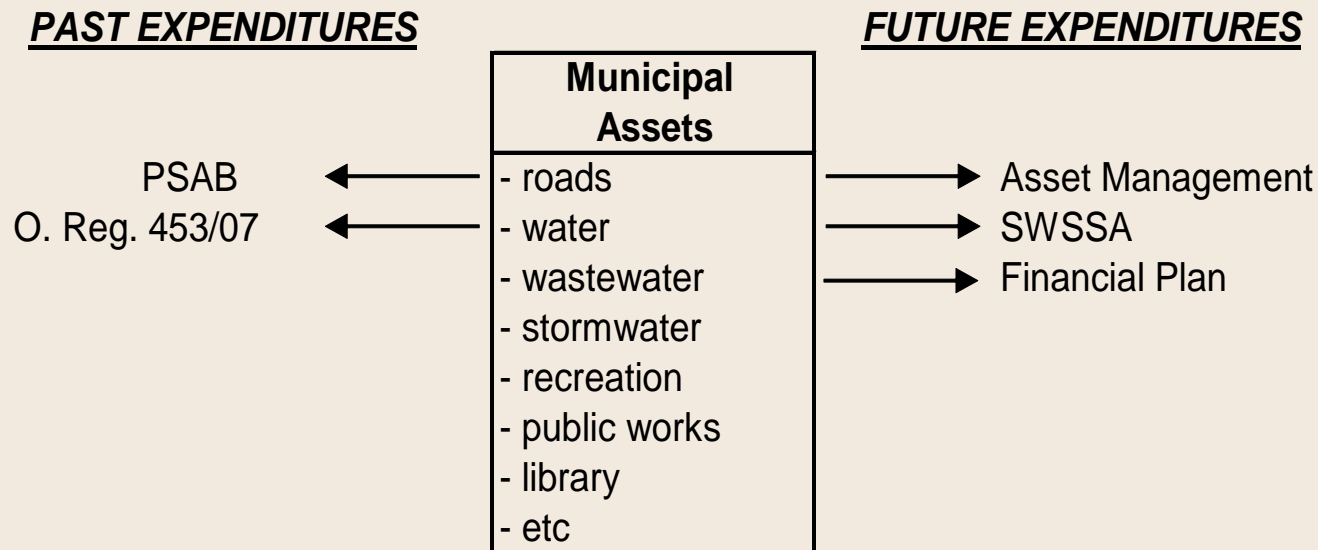 PAST EXPENDITURES
FUTURE EXPENDITURES
Municipal
Assets
PSAB
- roads
Asset Management
O. Reg. 453/07
- water
SWSSA
- wastewater
Financial Plan
- stormwater
- recreation
- public works
- library
- etc